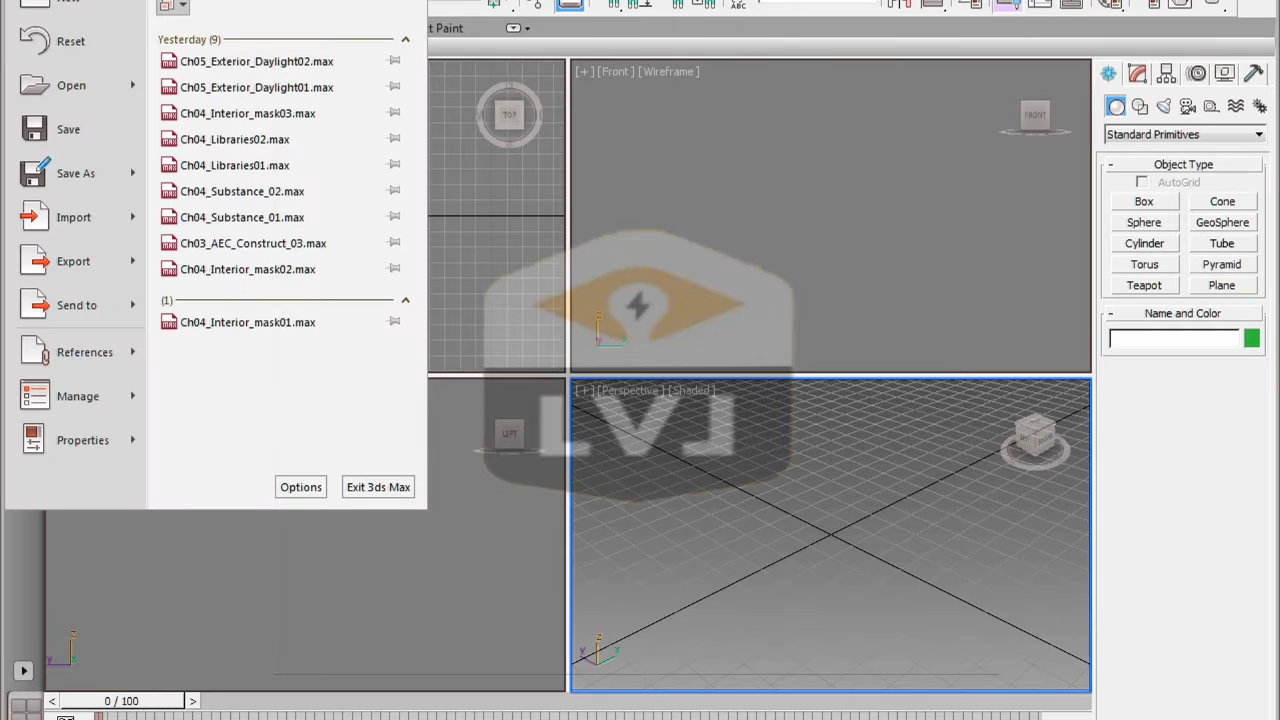 t Paint
Reset
Open
Save
Save As
Import
Export
Send to
References
Manage
Properties
Yesterday (9)
Ch05_Exterior_Daylight02.max
Ch05_Exterior_Daylight01.max
Ch04_Interior_mask03.max
Ch04_Libraries02.max
Ch04_Libraries01.max
Ch04_Substance_02.max
Ch04_Substance_01.max
Ch03_AEC_Construct_03.max
Ch04_Interior_mask02.max
(1)
Ch04_Interior_mask01.max
Options
Exit 3ds Max
TOP
[+] [Front] [Wireframe]
FRONT
LEFT
[+] [Perspective] [Shaded]
z
x
y
z
x
y
z
x
y
Standard Primitives
Object Type
AutoGrid
Box
Cone
Sphere
GeoSphere
Cylinder
Tube
Torus
Pyramid
Teapot
Plane
Name and Color
< 0 / 100 >